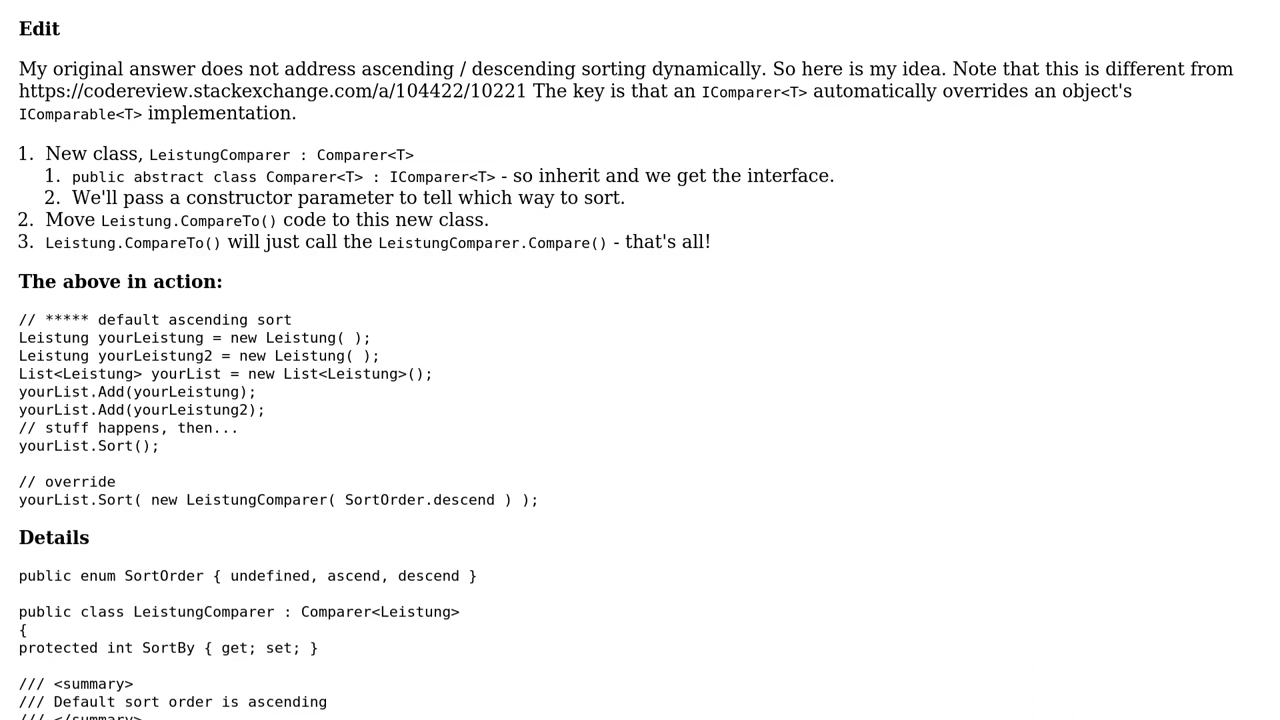 Edit
My original answer does not address ascending / descending sorting dynamically. So here is my idea. Note that this is different from
https://codereview.stackexchange.com/a/104422/10221 The key is that an IComparer<T> automatically overrides an object's
IComparable<T> implementation.
1. New class, LeistungComparer : Comparer<T>
1. public abstract class Comparer<T> : IComparer<T> - so inherit and we get the interface.
2. We'll pass a constructor parameter to tell which way to sort.
2. Move Leistung.CompareTo() code to this new class.
3. Leistung.CompareTo() will just call the LeistungComparer.Compare() - that's all!
The above in action:
// ***** default ascending sort
Leistung yourLeistung = new Leistung( );
Leistung yourLeistung2 = new Leistung( );
List<Leistung> yourList = new List<Leistung>();
yourList.Add(yourLeistung);
yourList.Add(yourLeistung2);
// stuff happens, then...
yourList.Sort();
// override
yourList.Sort( new LeistungComparer( SortOrder.descend ) );
Details
public enum SortOrder { undefined, ascend, descend }
public class LeistungComparer : Comparer<Leistung>
{
protected int SortBy { get; set; }
/// <summary>
/// Default sort order is ascending
/// </summary>